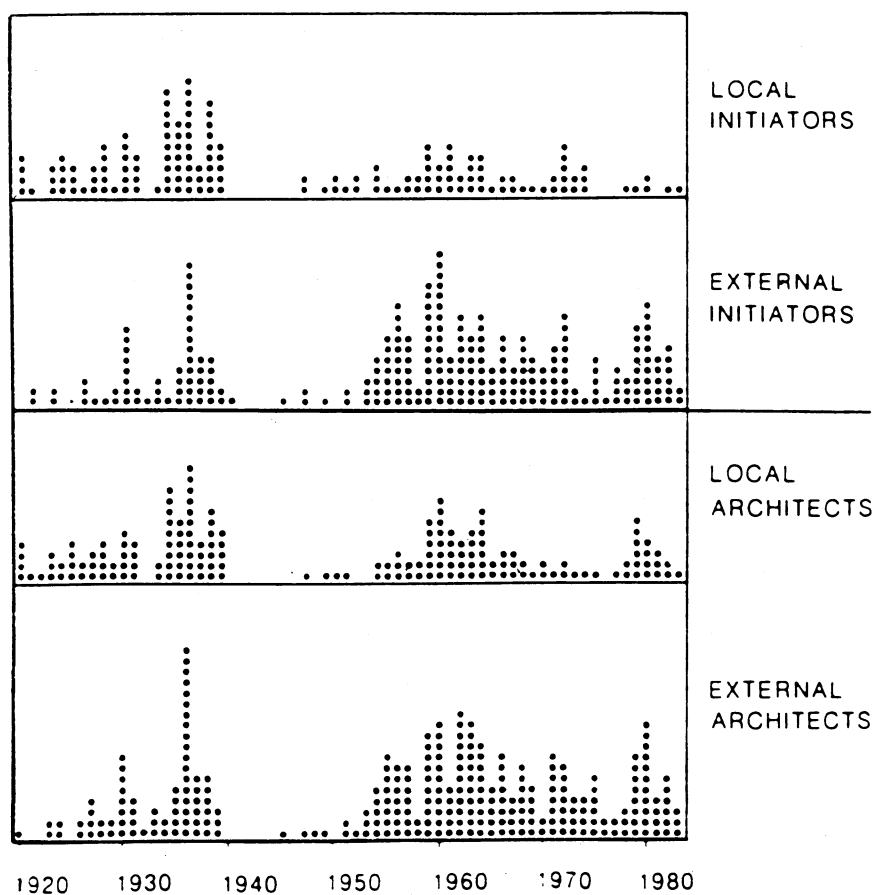 LOCAL
INITIATORS
EXTERNAL
INITIATORS
LOCAL
ARCHITECTS
EXTERNAL
ARCHITECTS
1920 1930 1940 1950 1960 1970 1980